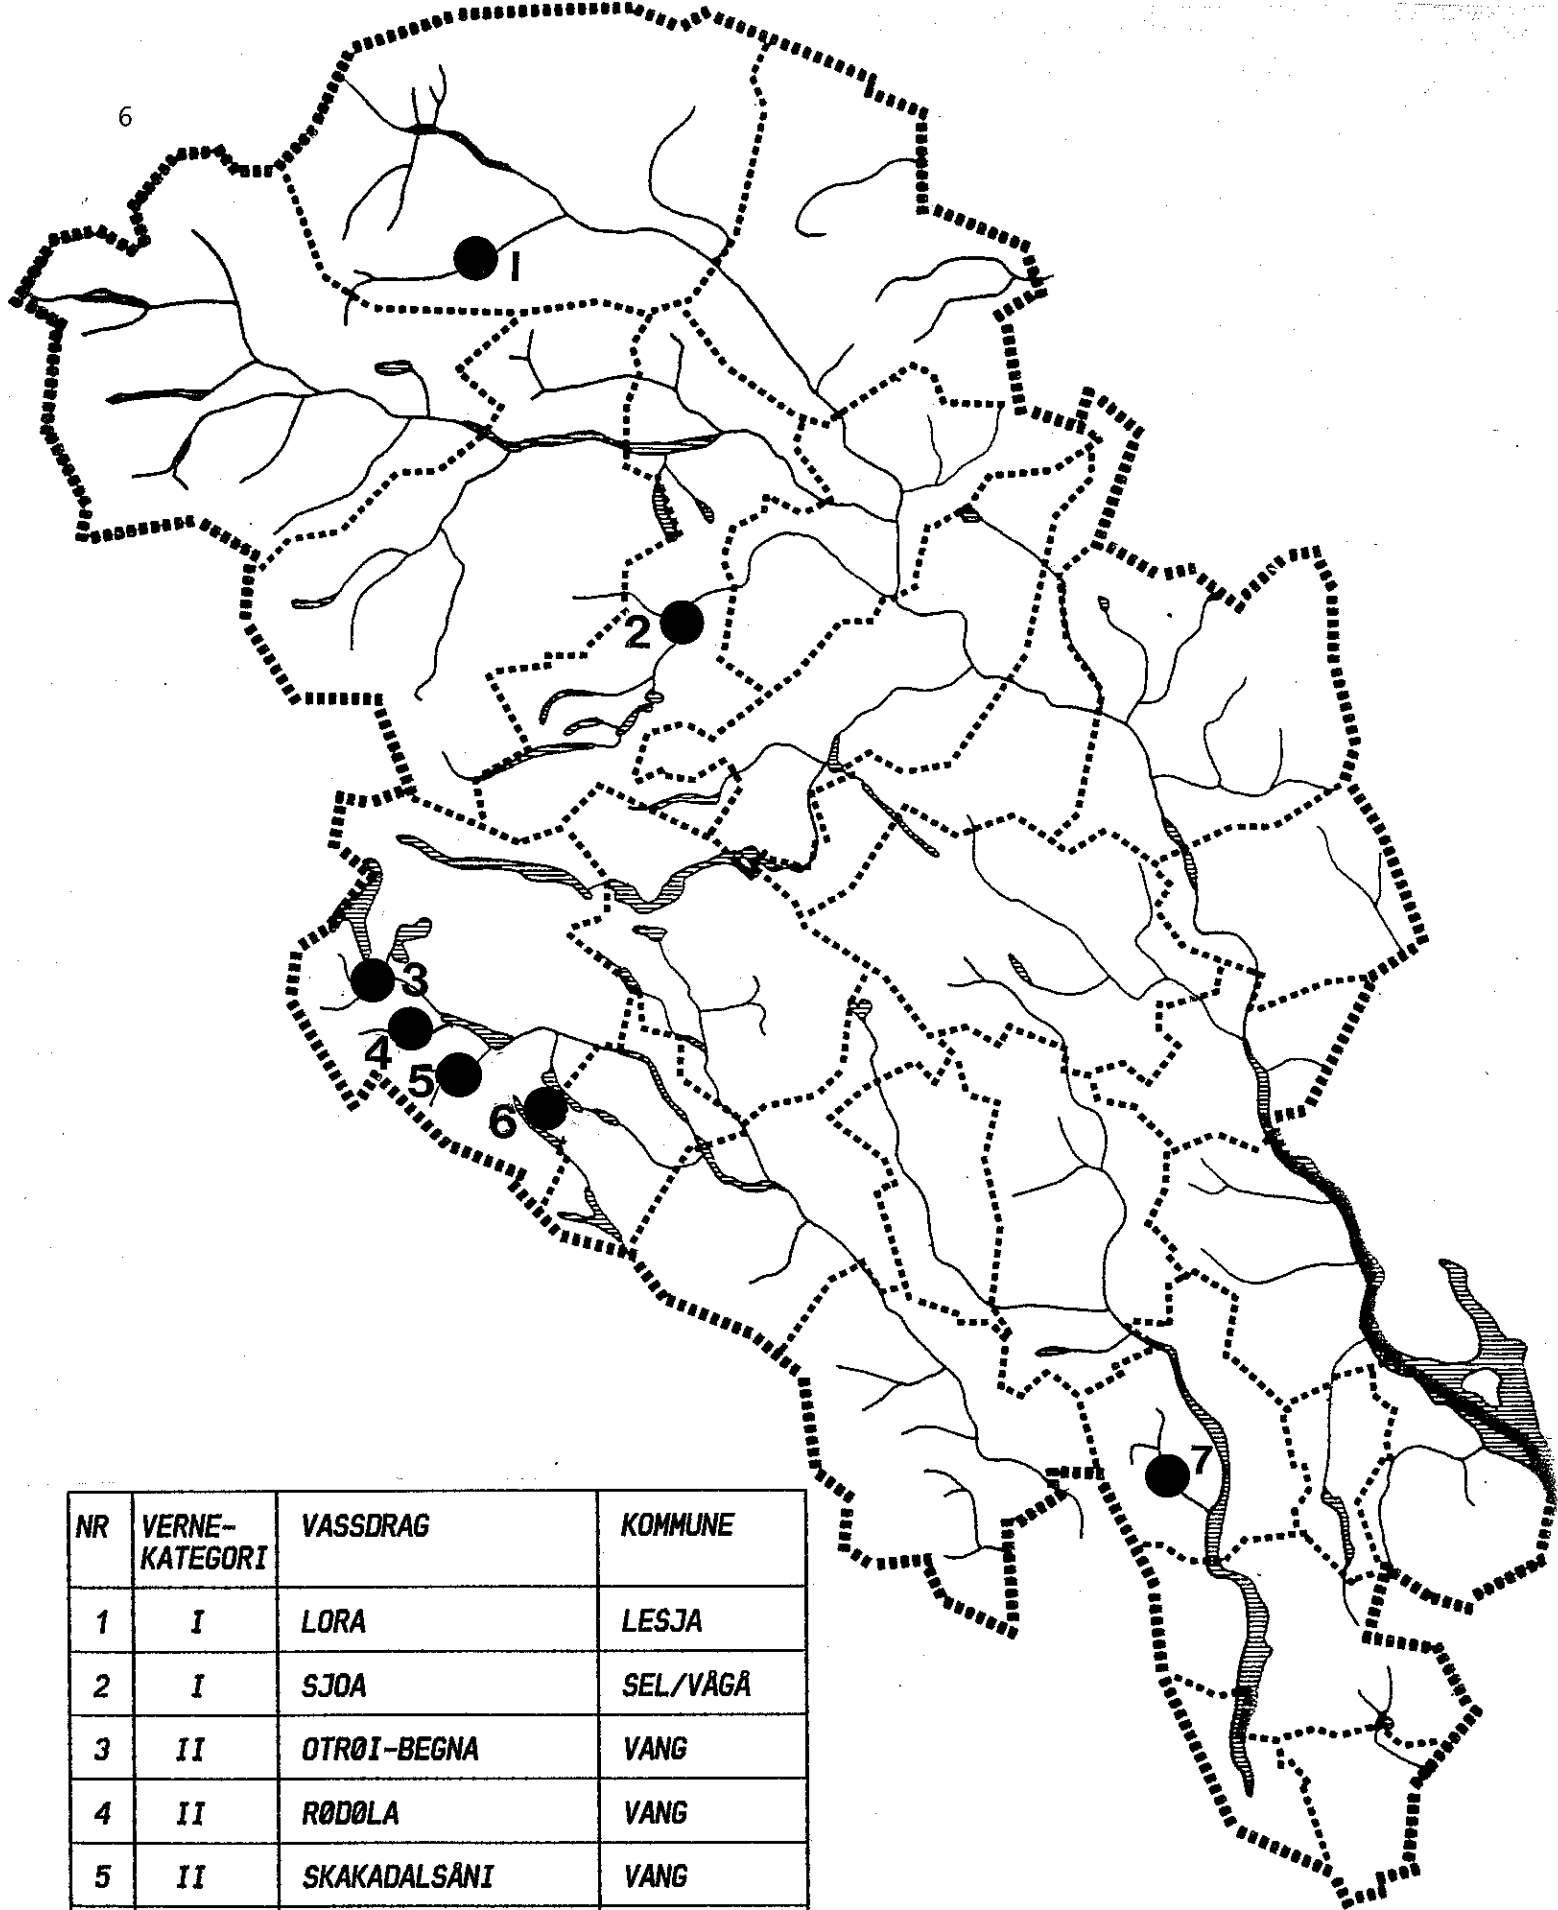 6
1
2
3
4
5
6
7
NR VERNE-KATEGORI VASSDRAG KOMMUNE
1 I LORA LESJA
2 I SJOA SEL/VÅGÅ
3 II OTRØI-BEGNA VANG
4 II RØDØLA VANG
5 II SKAKADALSÅNI VANG